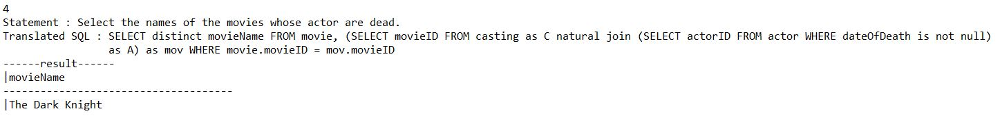 4
Statement : Select the names of the movies whose actor are dead.
Translated SQL : SELECT distinct movieName FROM movie, (SELECT movieID FROM casting as C natural join (SELECT actorID FROM actor WHERE dateOfDeath is not null)
as A) as mov WHERE movie.movieID = mov.movieID
------result------
|movieName
-------------------------------------
|The Dark Knight